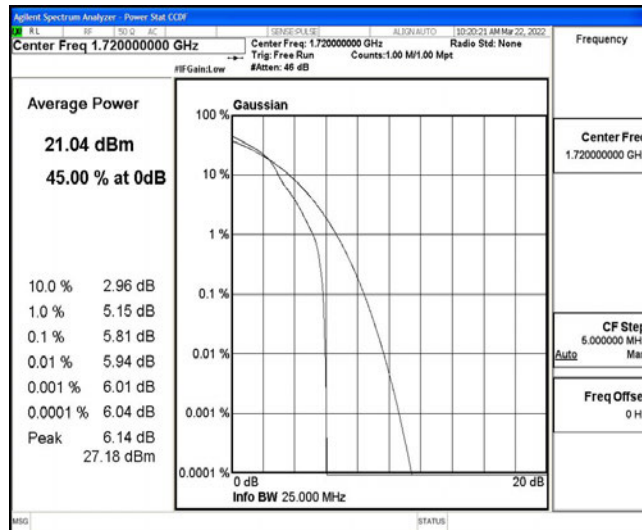 Agilent Spectrum Analyzer - Power Stat CCDF
RL RF 50 Ω AC SENSE:PULSE ALIGN AUTO 10:20:21 AM Mar 22, 2022
Center Freq 1.720000000 GHz
Center Freq: 1.720000000 GHz Radio Std: None
Trig: Free Run Counts:1.00 M/1.00 Mpt
#IFGain:Low #Atten: 46 dB
Frequency
Average Power
21.04 dBm
45.00 % at 0dB
10.0 % 2.96 dB
1.0 % 5.15 dB
0.1 % 5.81 dB
0.01 % 5.94 dB
0.001 % 6.01 dB
0.0001 % 6.04 dB
Peak 6.14 dB
27.18 dBm
Gaussian
100 %
10 %
1 %
0.1 %
0.01 %
0.001 %
0.0001 %
0 dB 20 dB
Info BW 25.000 MHz
Center Fre
1.720000000 GH
CF Step
5.000000 MH
Auto Ma
Freq Offse
0 H
MSG STATUS